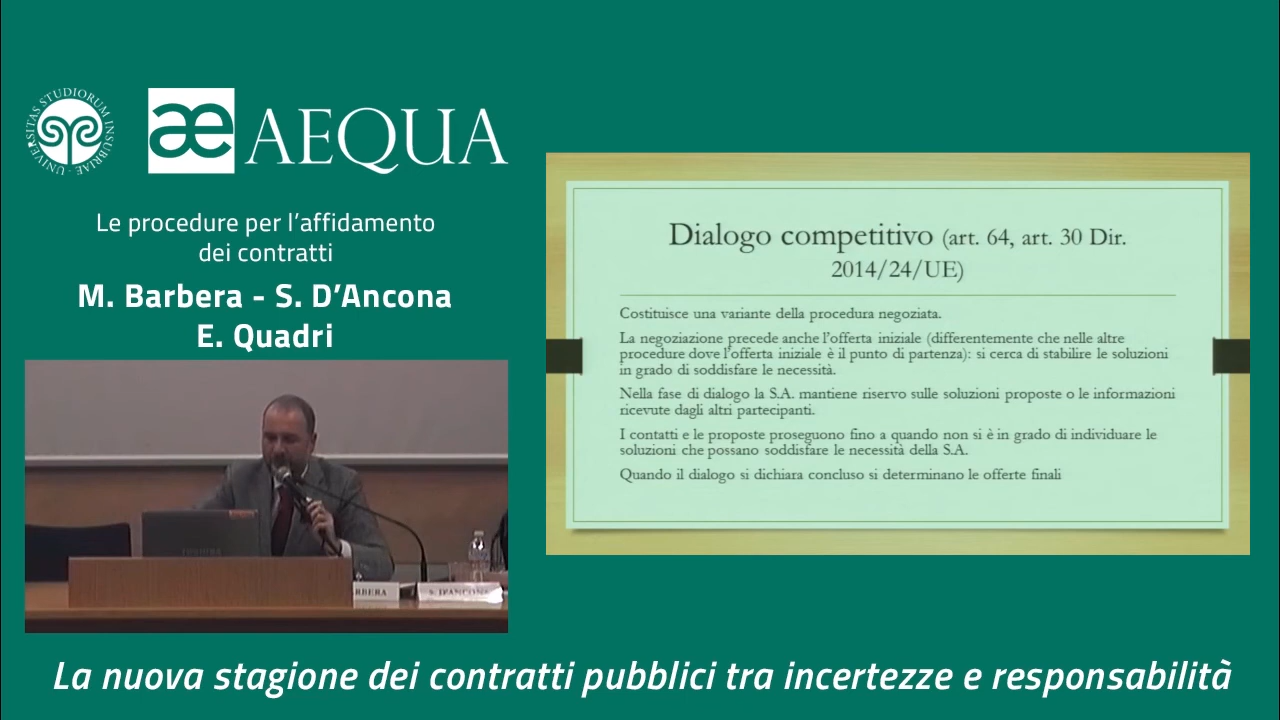 UNIVERSITAS STUDIORUM INSUBRIAE
æ AEQUA
Le procedure per l'affidamento
dei contratti
M. Barbera - S. D'Ancona
E. Quadri
Dialogo competitivo (art. 64, art. 30 Dir.
2014/24/UE)
Costituisce una variante della procedura negoziata.
La negoziazione precede anche l'offerta iniziale (differentemente che nelle altre
procedure dove l'offerta iniziale è il punto di partenza): si cerca di stabilire le soluzioni
in grado di soddisfare le necessità.
Nella fase di dialogo la S.A. mantiene riservo sulle soluzioni proposte o le informazioni
ricevute dagli altri partecipanti.
I contatti e le proposte proseguono fino a quando non si è in grado di individuare le
soluzioni che possano soddisfare le necessità della S.A.
Quando il dialogo si dichiara concluso si determinano le offerte finali
RBERA
S. D'ANCONA
La nuova stagione dei contratti pubblici tra incertezze e responsabilità